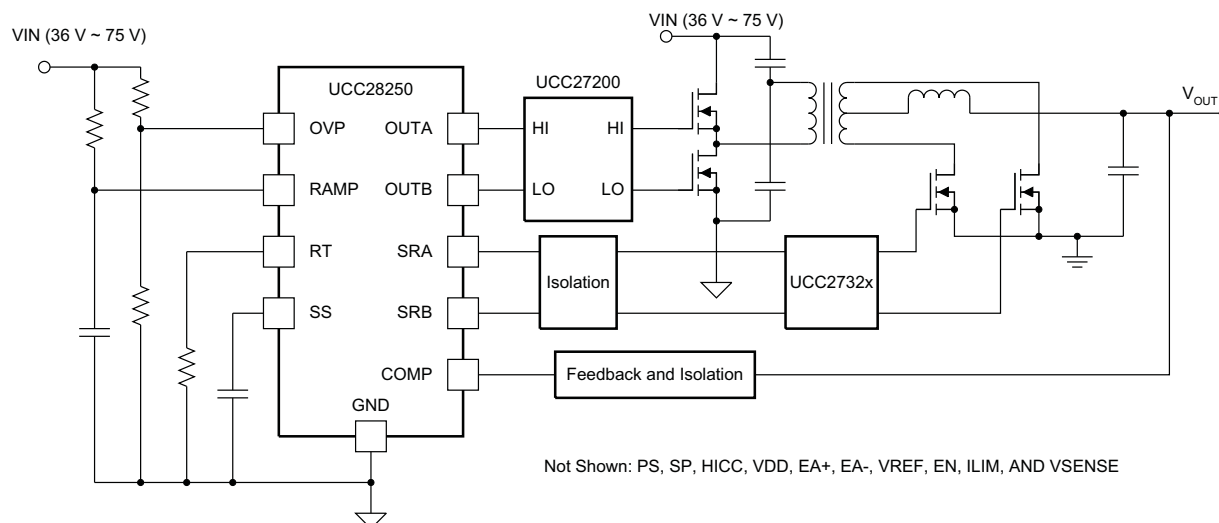 VIN (36 V ~ 75 V)
VIN (36 V ~ 75 V)
UCC28250
UCC27200
OVP
OUTA
HI
HI
RAMP
OUTB
LO
LO
RT
SRA
SS
SRB
COMP
GND
Isolation
UCC2732x
Feedback and Isolation
VOUT
Not Shown: PS, SP, HICC, VDD, EA+, EA-, VREF, EN, ILIM, AND VSENSE